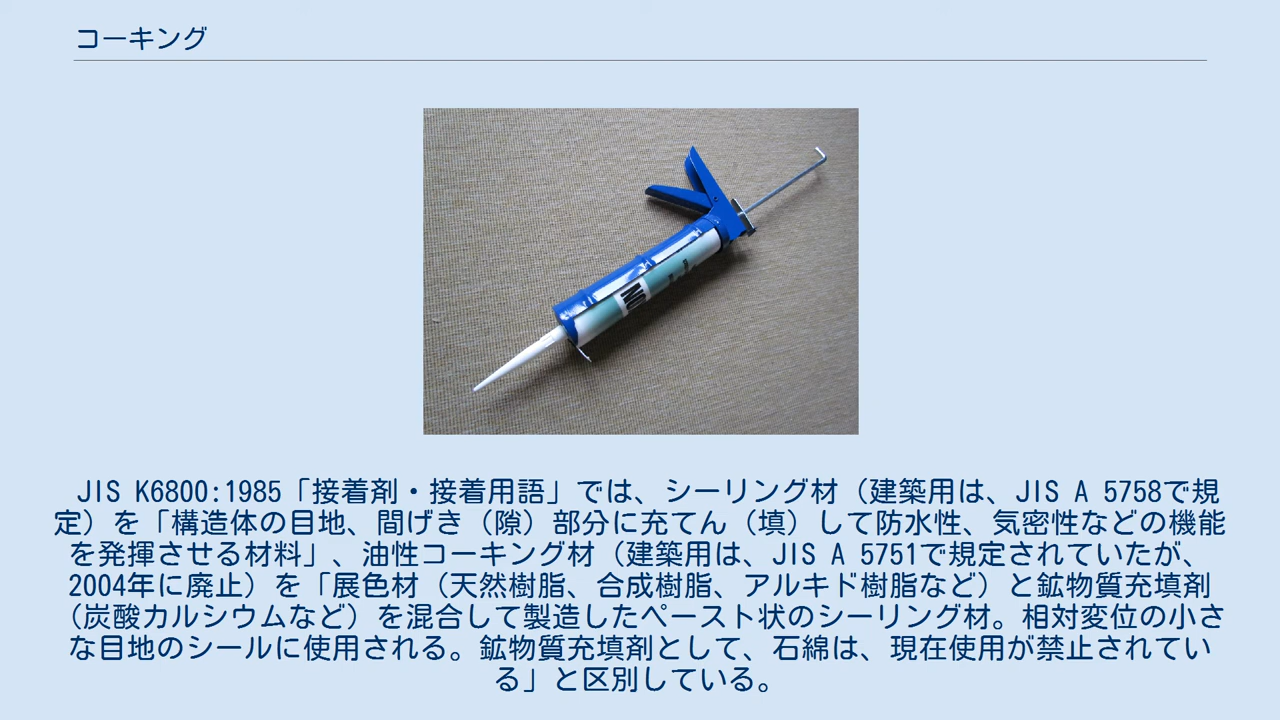 コーキング
NO
JIS K6800:1985「接着剤・接着用語」では、シーリング材（建築用は、JIS A 5758で規
定）を「構造体の目地、間げき（隙）部分に充てん（填）して防水性、気密性などの機能
を発揮させる材料」、油性コーキング材（建築用は、JIS A 5751で規定されていたが、
2004年に廃止）を「展色材（天然樹脂、合成樹脂、アルキド樹脂など）と鉱物質充填剤
（炭酸カルシウムなど）を混合して製造したペースト状のシーリング材。相対変位の小さ
な目地のシールに使用される。鉱物質充填剤として、石綿は、現在使用が禁止されてい
る」と区別している。